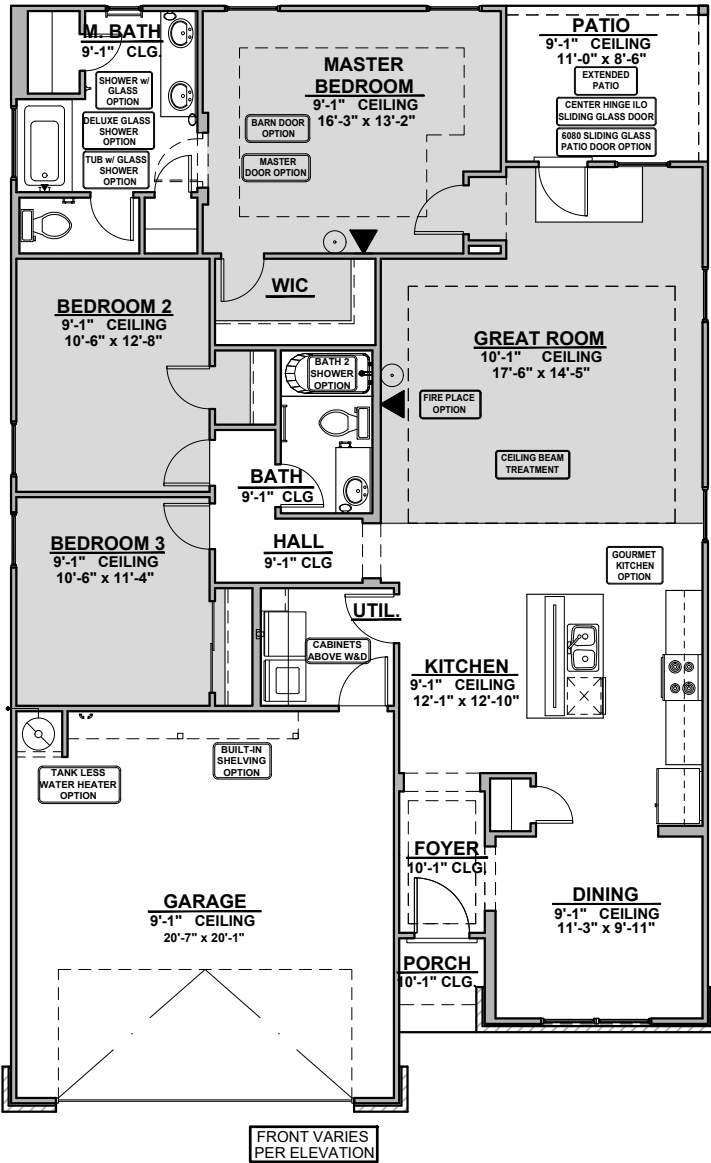 M. BATH
9'-1" CLG.
SHOWER w/
GLASS
OPTION
DELUXE GLASS
SHOWER
OPTION
TUB w/ GLASS
SHOWER
OPTION
MASTER
BEDROOM
9'-1" CEILING
16'-3" x 13'-2"
BARN DOOR
OPTION
MASTER
DOOR OPTION
PATIO
9'-1" CEILING
11'-0" x 8'-6"
EXTENDED
PATIO
CENTER HINGE ILO
SLIDING GLASS DOOR
6080 SLIDING GLASS
PATIO DOOR OPTION
WIC
BEDROOM 2
9'-1" CEILING
10'-6" x 12'-8"
GREAT ROOM
10'-1" CEILING
17'-6" x 14'-5"
BATH 2
SHOWER
OPTION
FIRE PLACE
OPTION
CEILING BEAM
TREATMENT
BATH
9'-1" CLG
HALL
9'-1" CLG
BEDROOM 3
9'-1" CEILING
10'-6" x 11'-4"
GOURMET
KITCHEN
OPTION
UTIL.
CABINETS
ABOVE W&D
KITCHEN
9'-1" CEILING
12'-1" x 12'-10"
BUILT-IN
SHELVING
OPTION
TANK LESS
WATER HEATER
OPTION
FOYER
10'-1" CLG.
GARAGE
9'-1" CEILING
20'-7" x 20'-1"
DINING
9'-1" CEILING
11'-3" x 9'-11"
PORCH
10'-1" CLG.
FRONT VARIES
PER ELEVATION